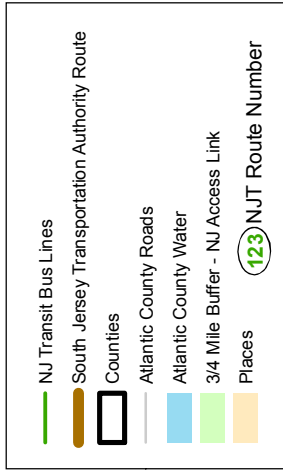 NJ Transit Bus Lines
South Jersey Transportation Authority Route
Counties
Atlantic County Roads
Atlantic County Water
3/4 Mile Buffer - NJ Access Link
Places
123 NJT Route Number